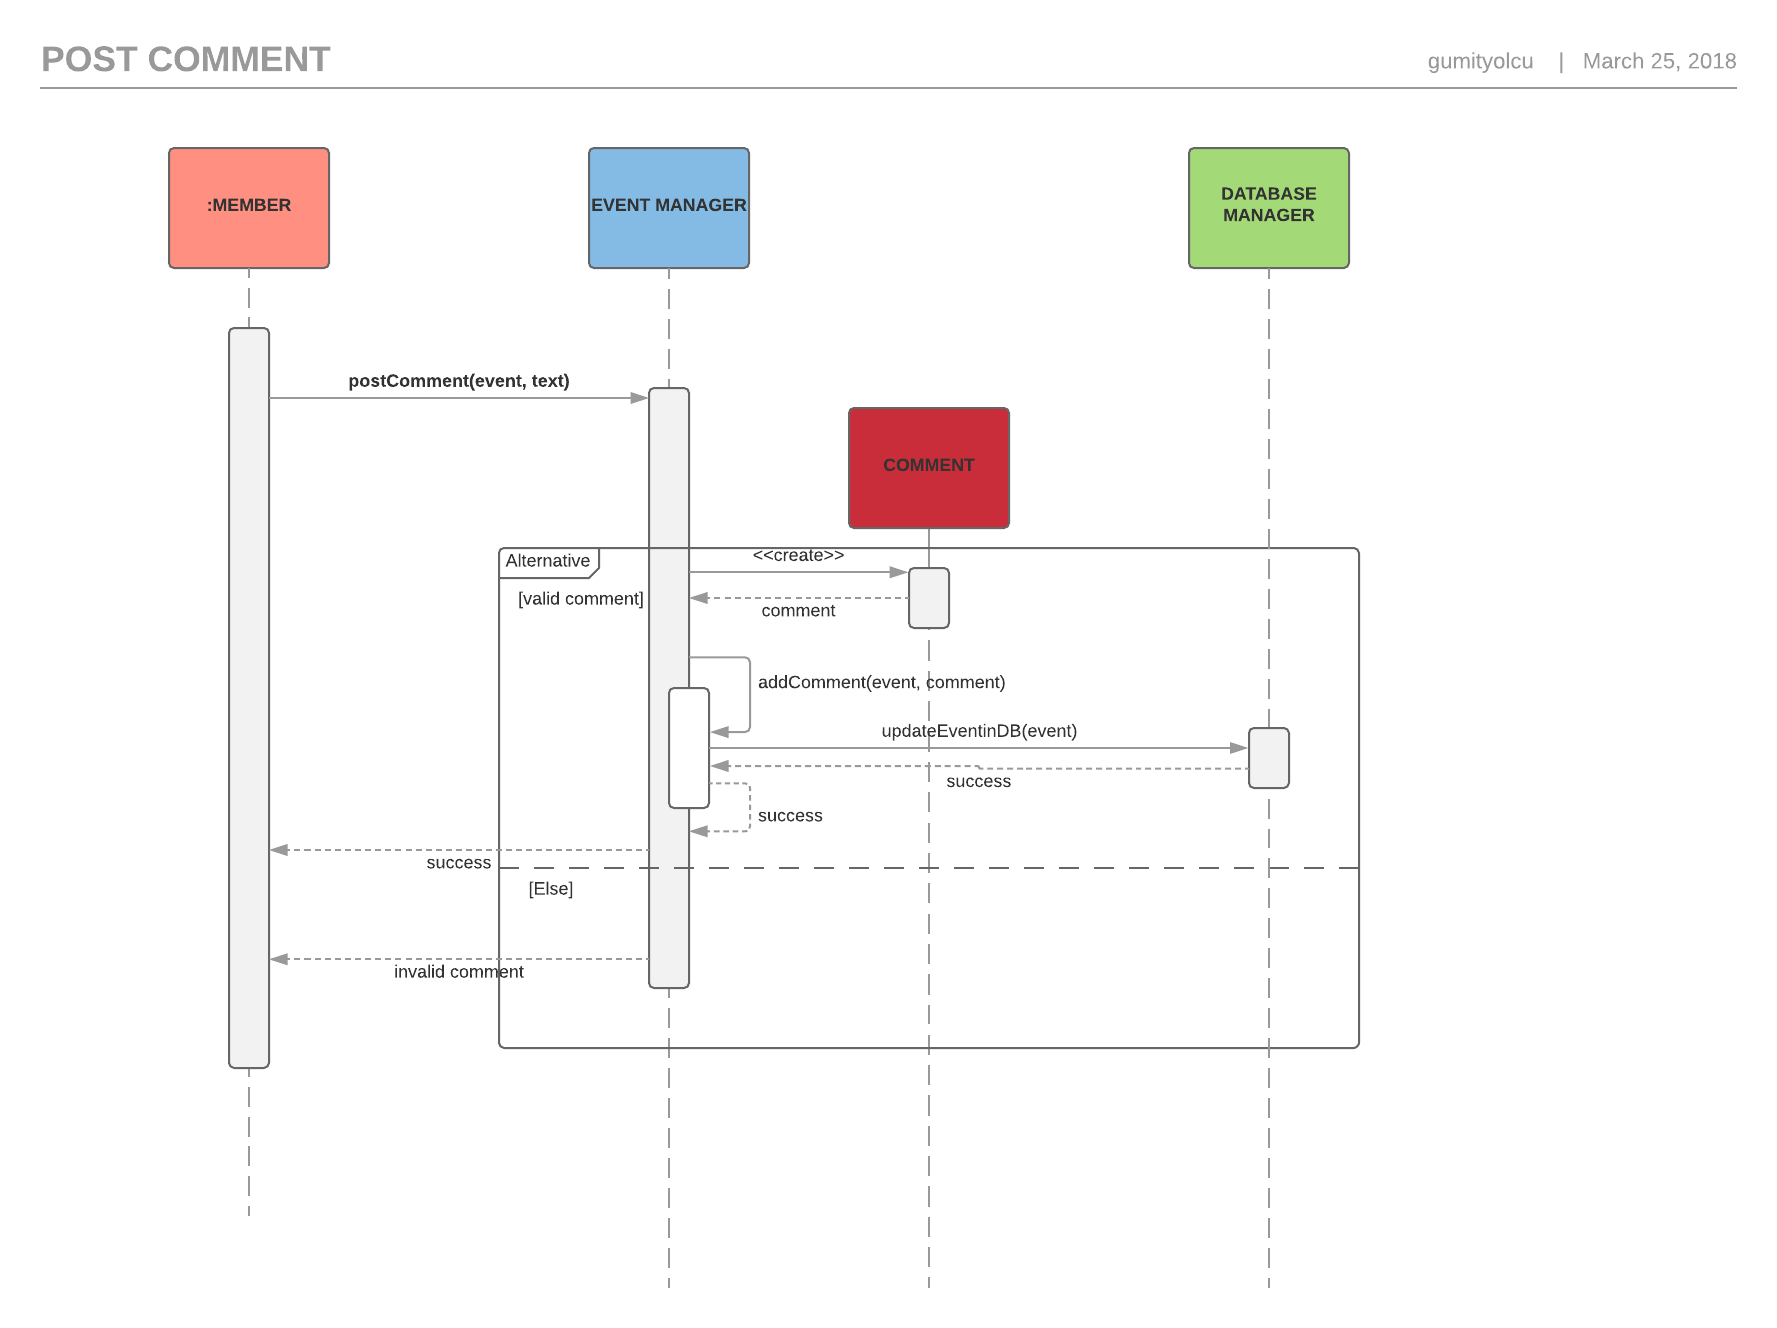 POST COMMENT
gumityolcu | March 25, 2018
:MEMBER
EVENT MANAGER
DATABASE
MANAGER
postComment(event, text)
COMMENT
Alternative
<<create>>
[valid comment]
comment
addComment(event, comment)
updateEventinDB(event)
success
success
success
[Else]
invalid comment